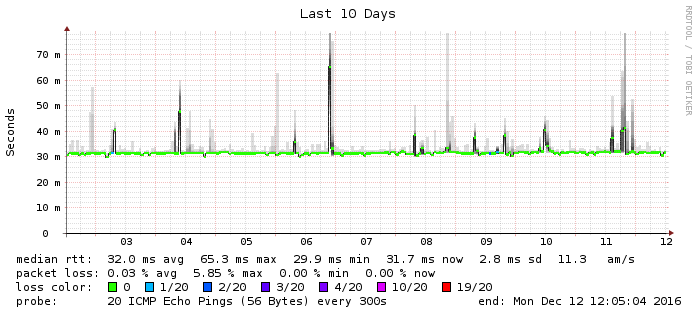 Last 10 Days
RRDTOOL / TOBI OETIKER
Seconds
70 m
60 m
50 m
40 m
30 m
20 m
10 m
0
03 04 05 06 07 08 09 10 11 12
median rtt: 32.0 ms avg 65.3 ms max 29.9 ms min 31.7 ms now 2.8 ms sd 11.3 am/s
packet loss: 0.03 % avg 5.85 % max 0.00 % min 0.00 % now
loss color: 0 1/20 2/20 3/20 4/20 10/20 19/20
probe: 20 ICMP Echo Pings (56 Bytes) every 300s end: Mon Dec 12 12:05:04 2016